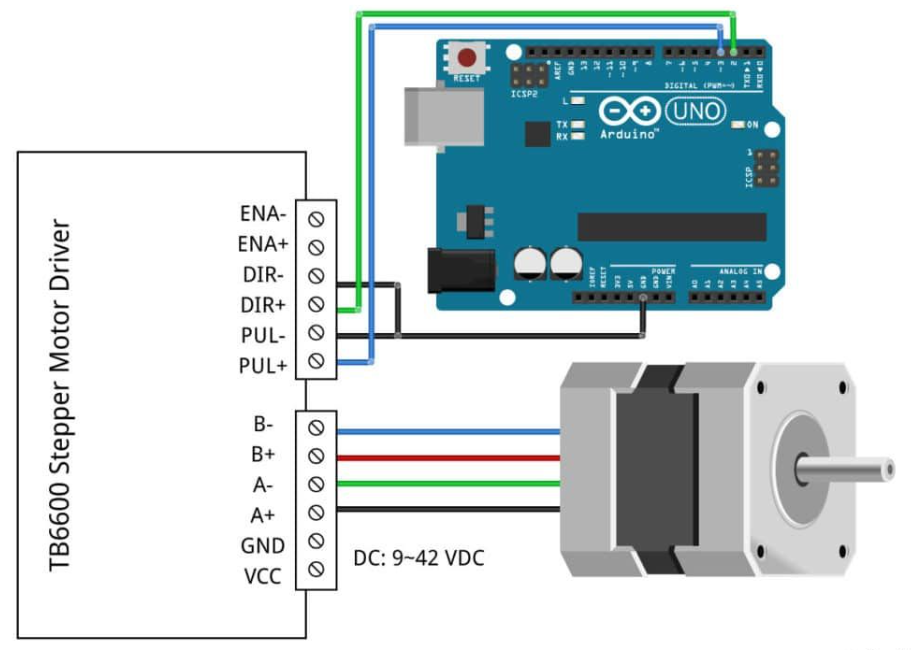 RESET
ICSP2
AREF
GND
13
12
~11
~10
~9
8
7
~6
~5
4
~3
2
TX0▶1
RX0◀0
DIGITAL (PWM~)
L
TX
RX
Arduino™
UNO
ON
1
ICSP
IOREF
RESET
3V3
5V
GND
GND
VIN
POWER
ANALOG IN
A0
A1
A2
A3
A4
A5
TB6600 Stepper Motor Driver
ENA-
ENA+
DIR-
DIR+
PUL-
PUL+
B-
B+
A-
A+
GND
VCC
DC: 9~42 VDC